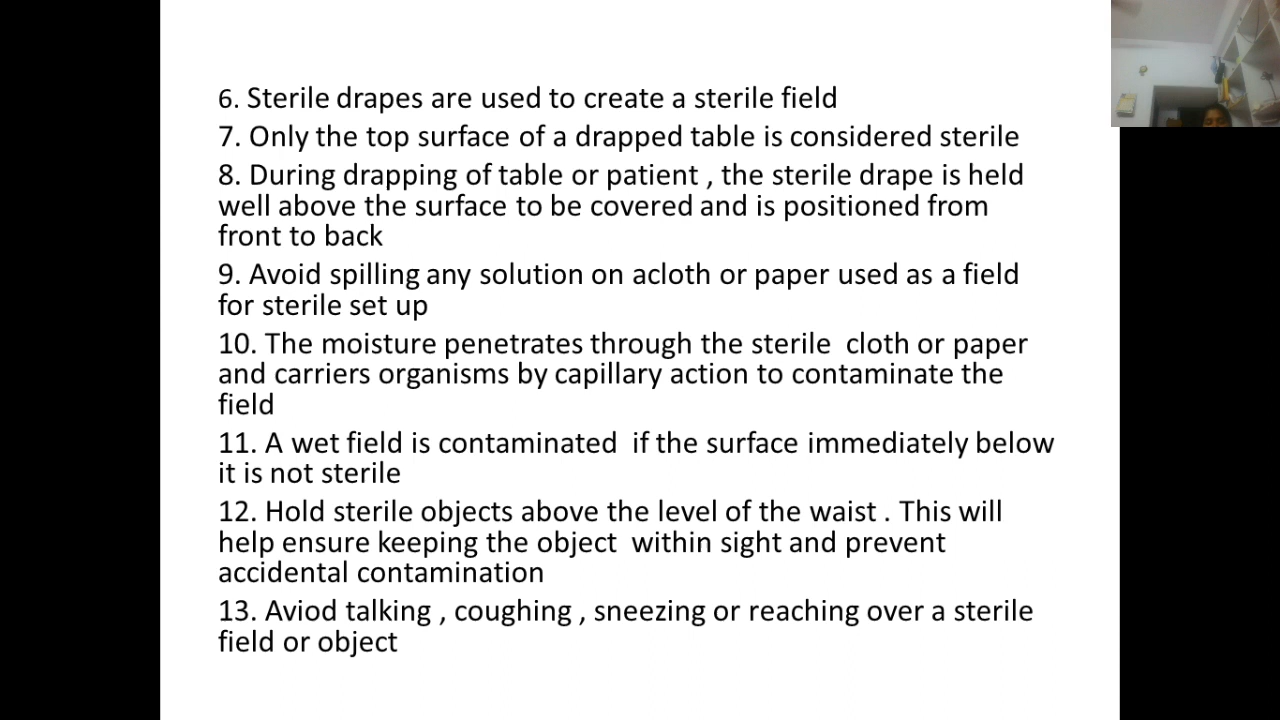 6. Sterile drapes are used to create a sterile field
7. Only the top surface of a drapped table is considered sterile
8. During drapping of table or patient , the sterile drape is held
well above the surface to be covered and is positioned from
front to back
9. Avoid spilling any solution on acloth or paper used as a field
for sterile set up
10. The moisture penetrates through the sterile  cloth or paper
and carriers organisms by capillary action to contaminate the
field
11. A wet field is contaminated  if the surface immediately below
it is not sterile
12. Hold sterile objects above the level of the waist . This will
help ensure keeping the object  within sight and prevent
accidental contamination
13. Aviod talking , coughing , sneezing or reaching over a sterile
field or object